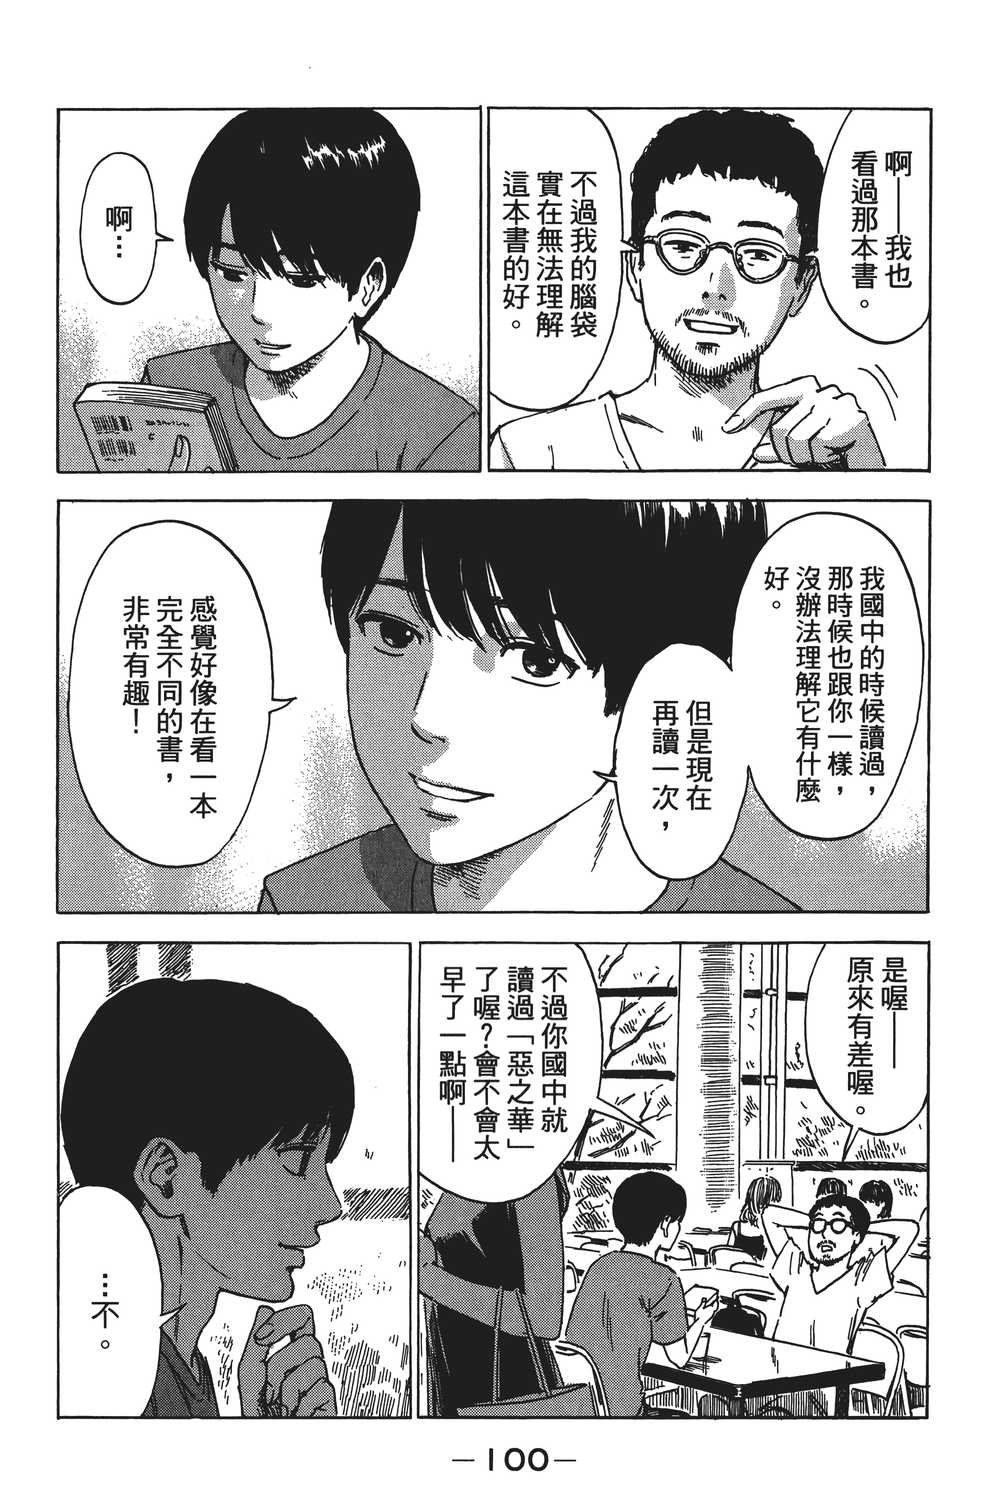 啊——我也
看過那本書。
不過我的腦袋
實在無法理解
這本書的好。
啊…
我國中的時候讀過，
那時候也跟你一樣，
沒辦法理解它有什麼
好。
但是現在
再讀一次，
感覺好像在看一本
完全不同的書，
非常有趣！
是喔——
原來有差喔。
不過你國中就
讀過「惡之華」
了喔？會不會太
早了一點啊——
…不。
—100—